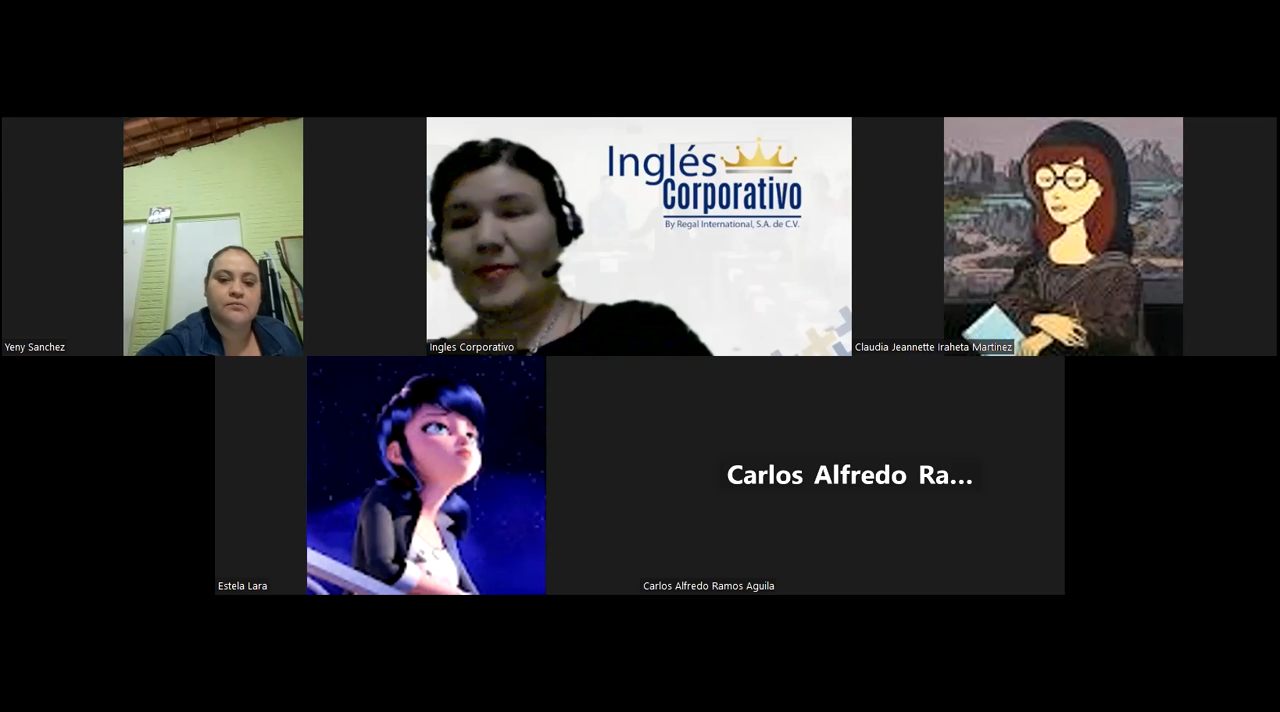 Inglés
Corporativo
By Regal International, S.A. de C.V.
Yeny Sanchez
Ingles Corporativo
Claudia Jeannette Iraheta Martinez
Carlos Alfredo Ra...
Estela Lara
Carlos Alfredo Ramos Aguila